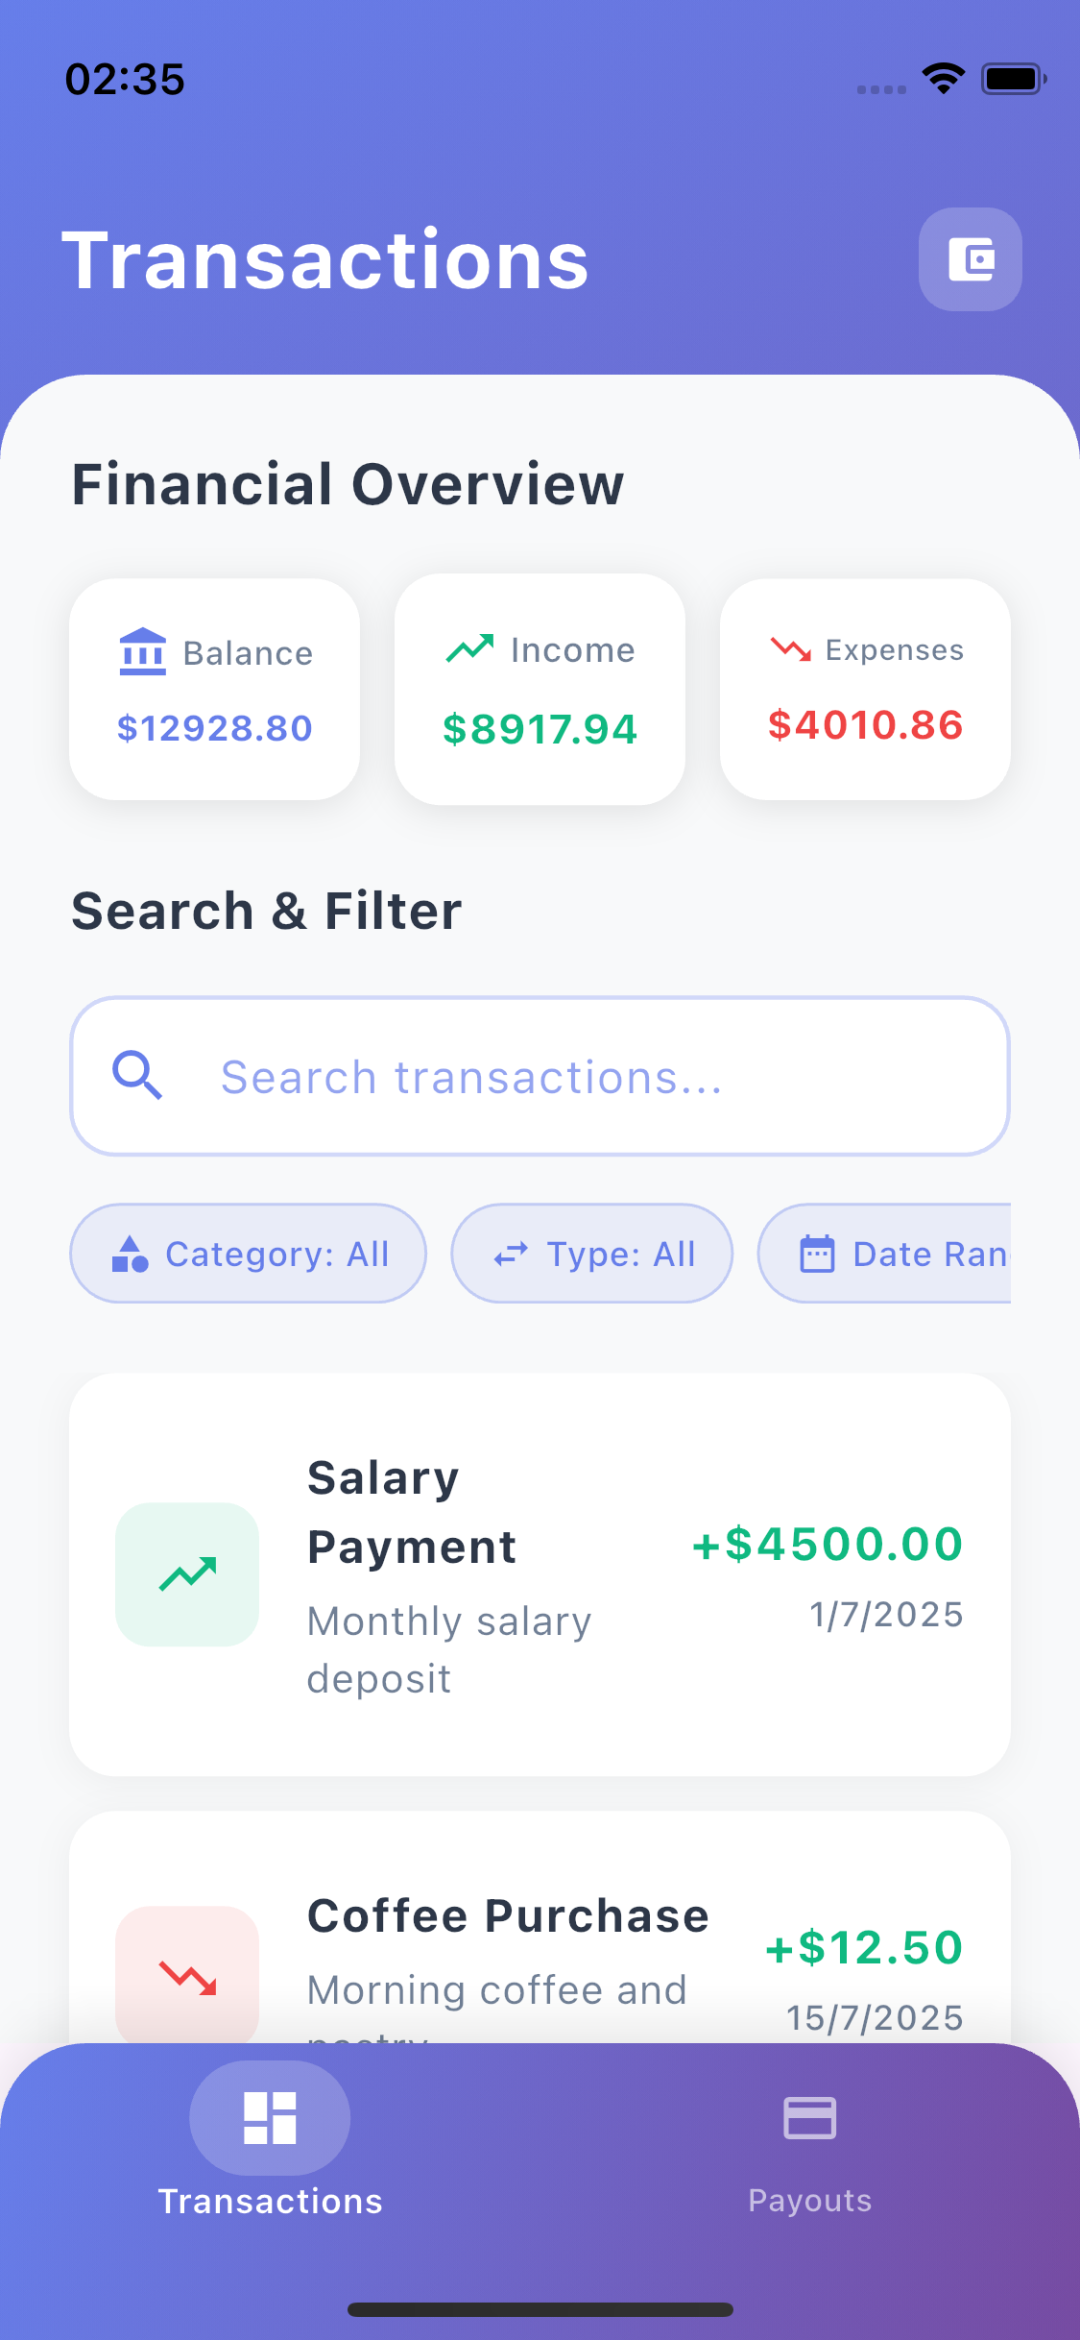 02:35
Transactions
Financial Overview
Balance
$12928.80
Income
$8917.94
Expenses
$4010.86
Search & Filter
Search transactions...
Category: All
Type: All
Date Ran
Salary
Payment
Monthly salary
deposit
+$4500.00
1/7/2025
Coffee Purchase
Morning coffee and
+$12.50
15/7/2025
Transactions
Payouts